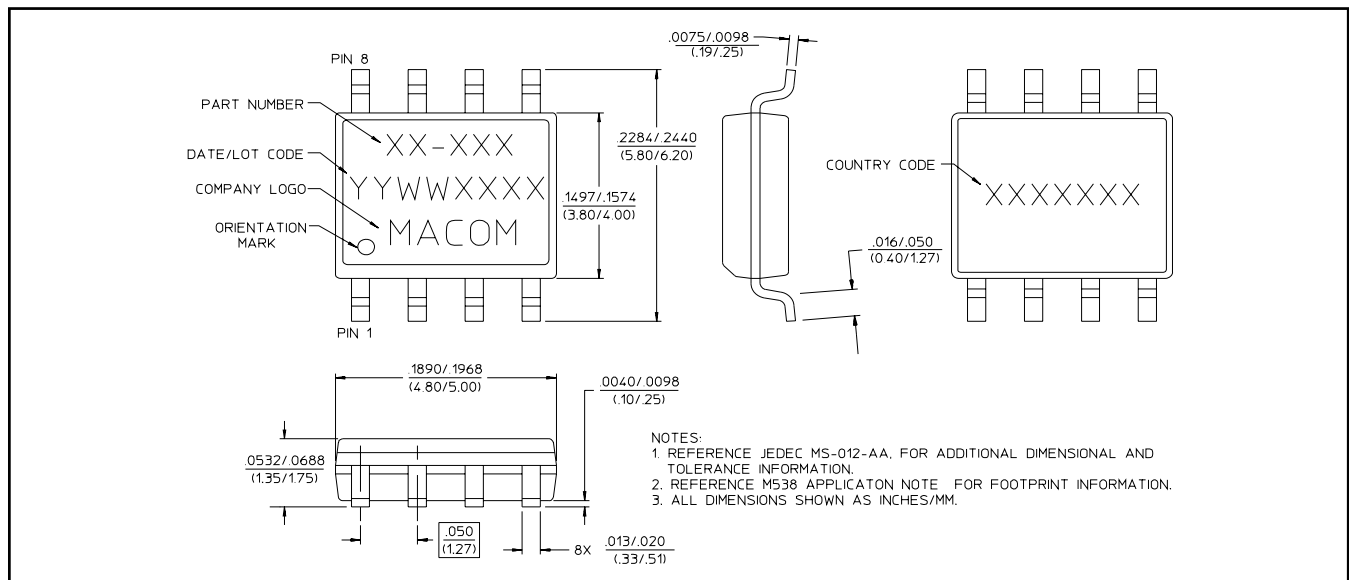 .0075/.0098
(.19/.25)
PIN 8
PART NUMBER
XX-XXX
DATE/LOT CODE
YYWWXXXX
COMPANY LOGO
MACOM
ORIENTATION
MARK
PIN 1
.2284/.2440
(5.80/6.20)
.1497/.1574
(3.80/4.00)
COUNTRY CODE
XXXXXXX
.016/.050
(0.40/1.27)
.1890/.1968
(4.80/5.00)
.0040/.0098
(.10/.25)
.0532/.0688
(1.35/1.75)
.050
(1.27)
8X .013/.020
(.33/.51)
NOTES:
1. REFERENCE JEDEC MS-012-AA, FOR ADDITIONAL DIMENSIONAL AND
TOLERANCE INFORMATION.
2. REFERENCE M538 APPLICATON NOTE FOR FOOTPRINT INFORMATION.
3. ALL DIMENSIONS SHOWN AS INCHES/MM.